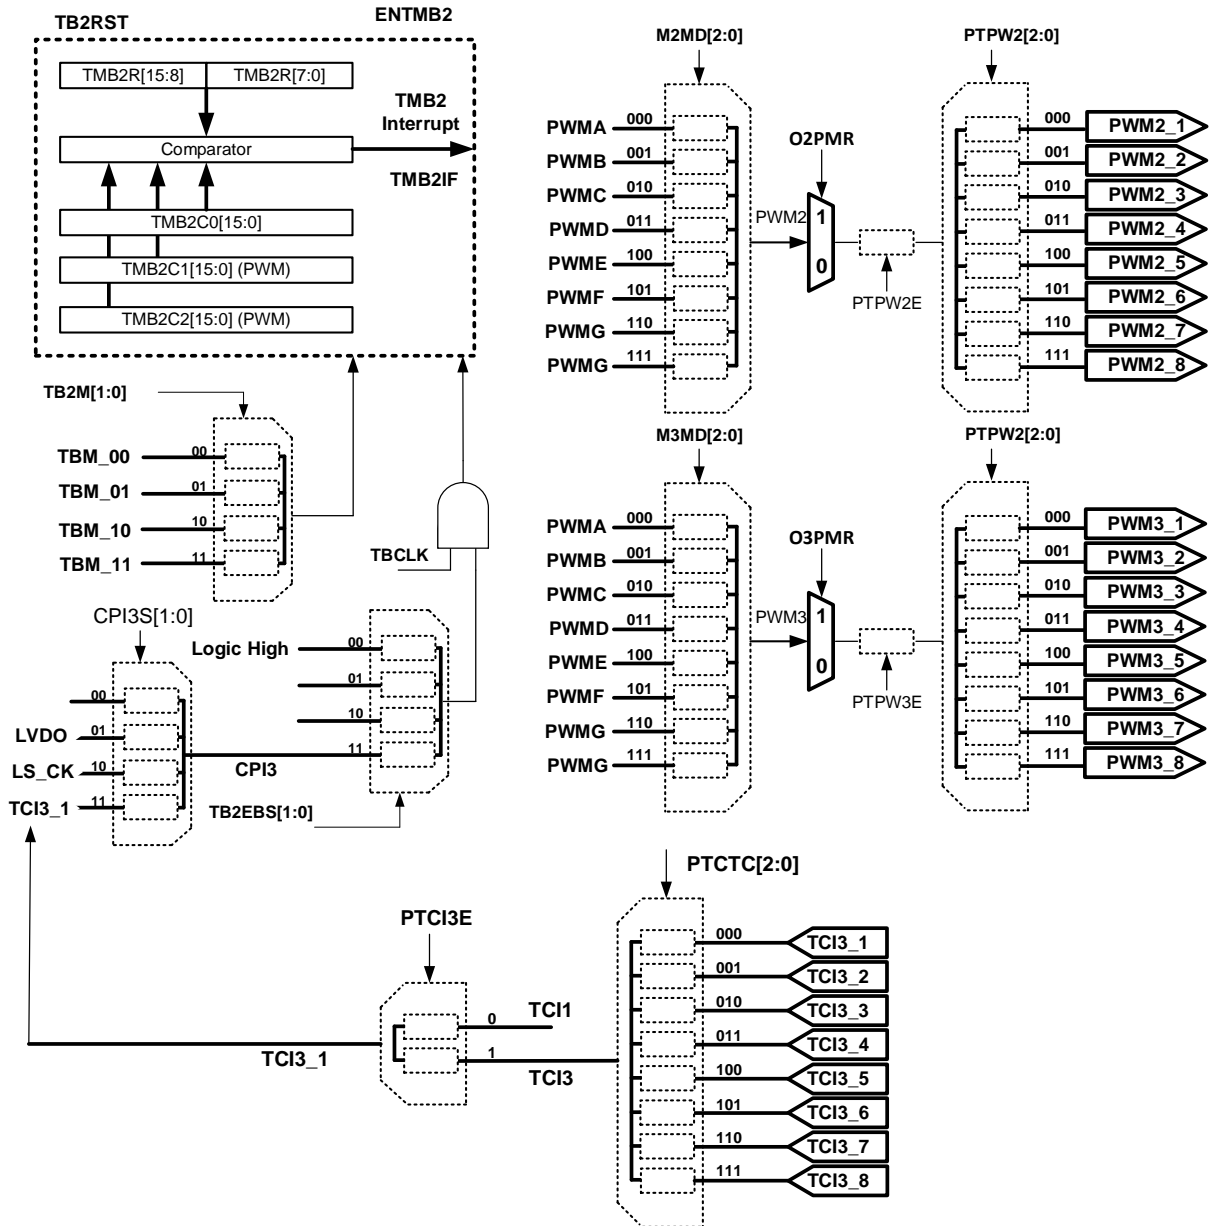 TB2RST
ENTMB2
TMB2R[15:8]
TMB2R[7:0]
Comparator
TMB2
Interrupt
TMB2IF
TMB2C0[15:0]
TMB2C1[15:0] (PWM)
TMB2C2[15:0] (PWM)
TB2M[1:0]
TBM_00
00
TBM_01
01
TBM_10
10
TBM_11
11
TBCLK
CPI3S[1:0]
00
LVDO
01
LS_CK
10
TCI3_1
11
CPI3
Logic High
00
01
10
11
TB2EBS[1:0]
M2MD[2:0]
PWMA
000
PWMB
001
PWMC
010
PWMD
011
PWME
100
PWMF
101
PWMG
110
PWMG
111
PWM2
O2PMR
1
0
PTPW2E
PTPW2[2:0]
000
PWM2_1
001
PWM2_2
010
PWM2_3
011
PWM2_4
100
PWM2_5
101
PWM2_6
110
PWM2_7
111
PWM2_8
M3MD[2:0]
PWMA
000
PWMB
001
PWMC
010
PWMD
011
PWME
100
PWMF
101
PWMG
110
PWMG
111
PWM3
O3PMR
1
0
PTPW3E
PTPW2[2:0]
000
PWM3_1
001
PWM3_2
010
PWM3_3
011
PWM3_4
100
PWM3_5
101
PWM3_6
110
PWM3_7
111
PWM3_8
PTCTC[2:0]
PTCI3E
TCI3_1
0
TCI1
1
TCI3
000
TCI3_1
001
TCI3_2
010
TCI3_3
011
TCI3_4
100
TCI3_5
101
TCI3_6
110
TCI3_7
111
TCI3_8